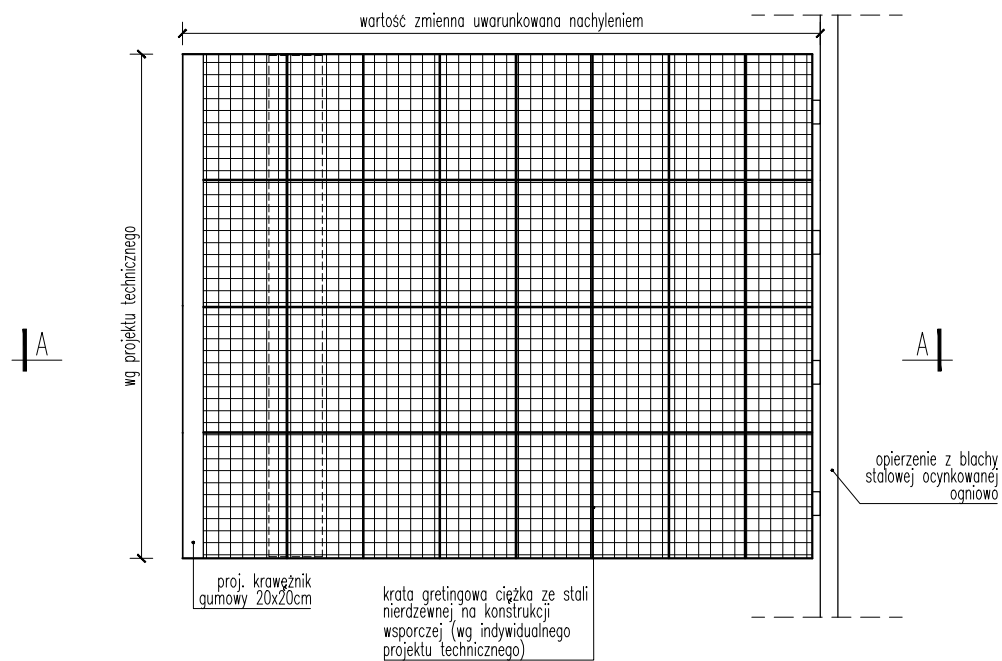 wartość zmienna uwarunkowana nachyleniem
wg projektu technicznego
A
A
opierzenie z blachy
stalowej ocynkowanej
ogniowo
proj. krawężnik
gumowy 20x20cm
krata gretingowa ciężka ze stali
nierdzewnej na konstrukcji
wsporczej (wg indywidualnego
projektu technicznego)